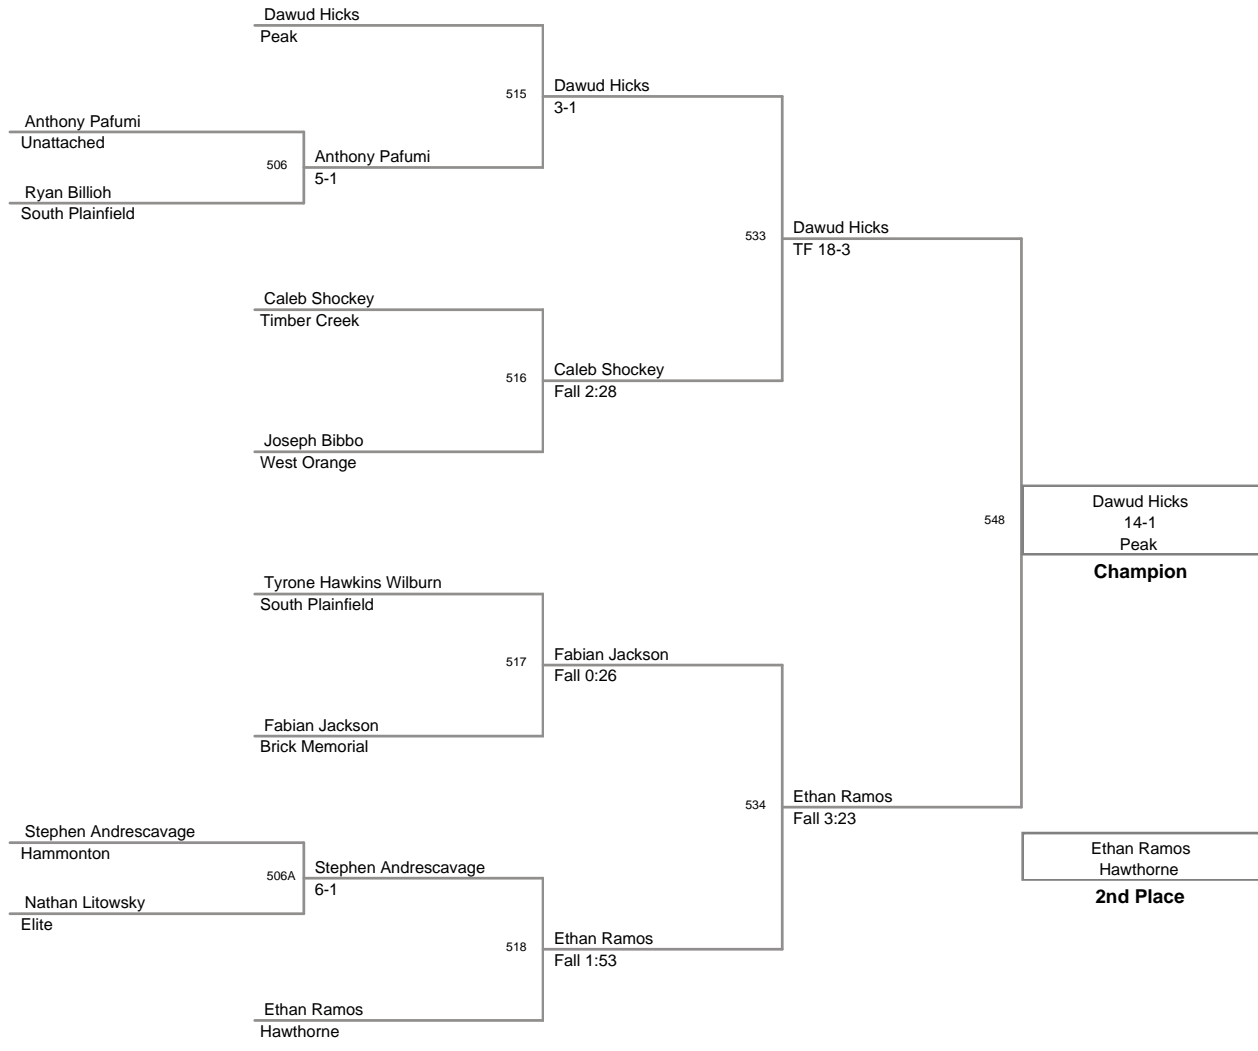 Dawud Hicks
Peak
515
Dawud Hicks
3-1
Anthony Pafumi
Unattached
506
Anthony Pafumi
5-1
Ryan Billioh
South Plainfield
533
Dawud Hicks
TF 18-3
Caleb Shockey
Timber Creek
516
Caleb Shockey
Fall 2:28
Joseph Bibbo
West Orange
548
Dawud Hicks
14-1
Peak
Champion
Tyrone Hawkins Wilburn
South Plainfield
517
Fabian Jackson
Fall 0:26
Fabian Jackson
Brick Memorial
534
Ethan Ramos
Fall 3:23
Stephen Andrescavage
Hammonton
506A
Stephen Andrescavage
6-1
Nathan Litowsky
Elite
518
Ethan Ramos
Fall 1:53
Ethan Ramos
Hawthorne
Ethan Ramos
Hawthorne
2nd Place